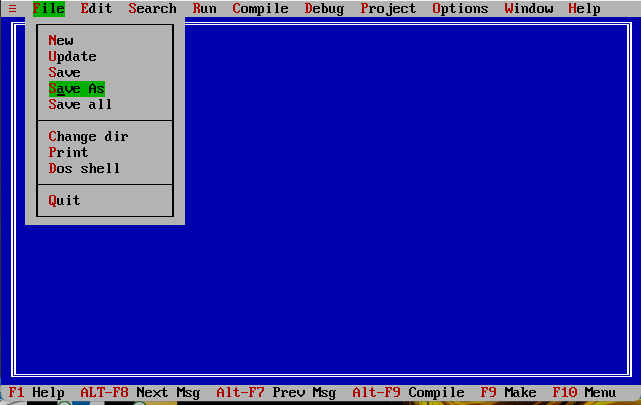 ≡ File Edit Search Run Compile Debug Project Options Window Help
New
Update
Save
Save As
Save all
Change dir
Print
Dos shell
Quit
F1 Help ALT-F8 Next Msg Alt-F7 Prev Msg Alt-F9 Compile F9 Make F10 Menu